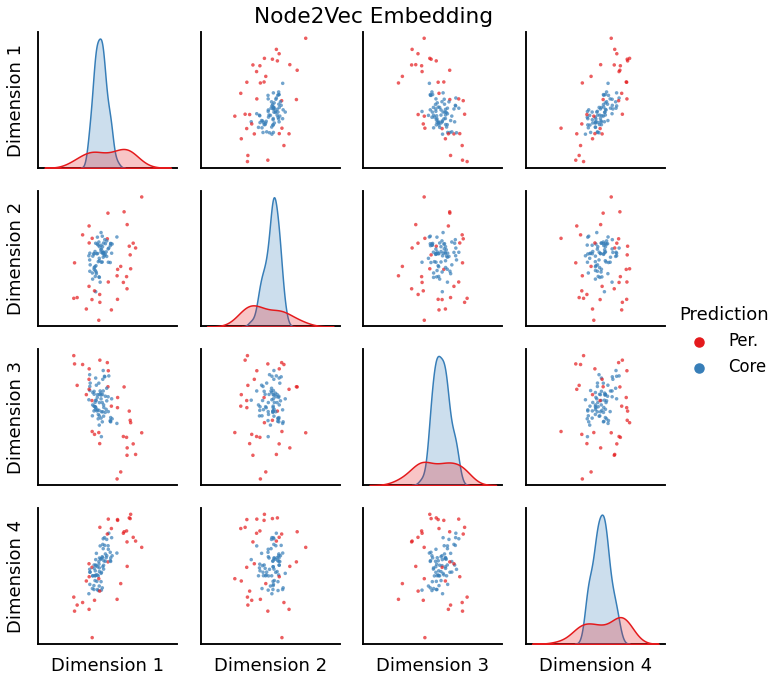 Node2Vec Embedding
Dimension 1
Dimension 2
Dimension 3
Dimension 4
Prediction
Per.
Core
Dimension 1
Dimension 2
Dimension 3
Dimension 4